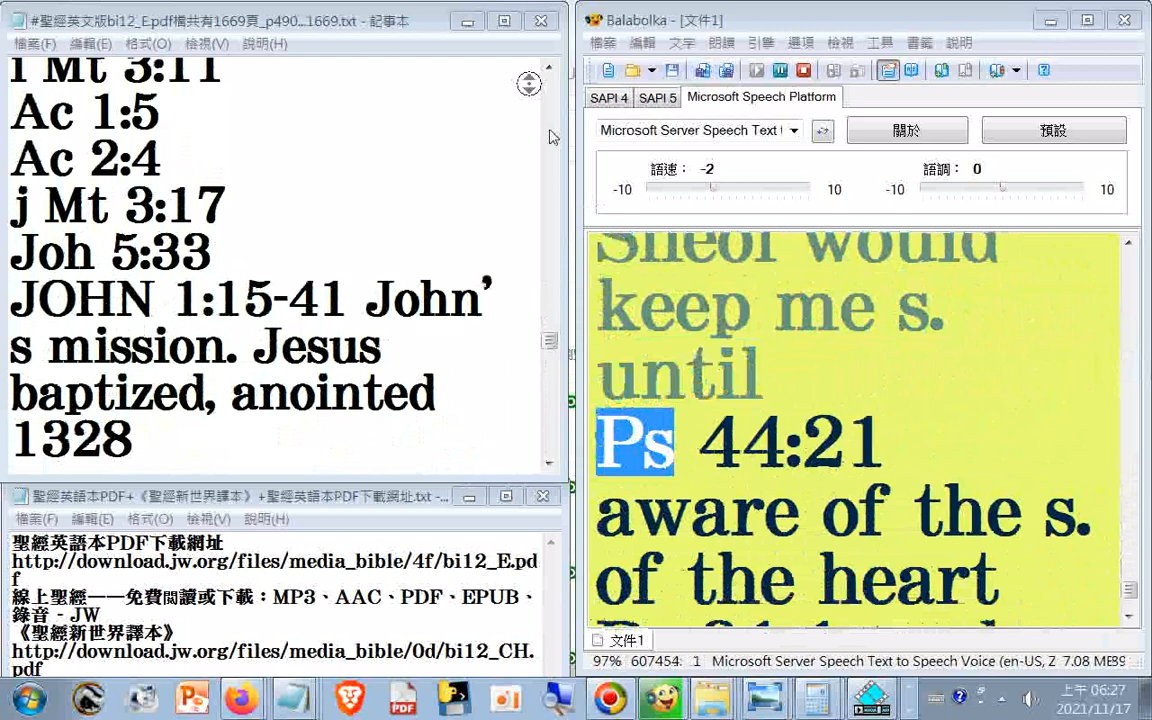 #聖經英文版bi12_E.pdf檔共有1669頁_p490...1669.txt - 記事本
檔案(F) 編輯(E) 格式(O) 檢視(V) 說明(H)
i Mt 3:11
Ac 1:5
Ac 2:4
j Mt 3:17
Joh 5:33
JOHN 1:15-41 John’
s mission. Jesus
baptized, anointed
1328
聖經英語本PDF+《聖經新世界譯本》+聖經英語本PDF下載網址.txt - ...
檔案(F) 編輯(E) 格式(O) 檢視(V) 說明(H)
聖經英語本PDF下載網址
http://download.jw.org/files/media_bible/4f/bi12_E.pd
f
線上聖經——免費閱讀或下載：MP3、AAC、PDF、EPUB、
錄音 - JW
《聖經新世界譯本》
http://download.jw.org/files/media_bible/0d/bi12_CH.
pdf
Balabolka - [文件1]
檔案 編輯 文字 朗讀 引擎 選項 檢視 工具 書籤 說明
SAPI 4 SAPI 5 Microsoft Speech Platform
Microsoft Server Speech Text 關於 預設
語速： -2 語調： 0
-10 10 -10 10
Sheol would
keep me s.
until
Ps 44:21
aware of the s.
of the heart
文件1
97% 607454: 1 Microsoft Server Speech Text to Speech Voice (en-US, Z 7.08 MB
上午 06:27
2021/11/17